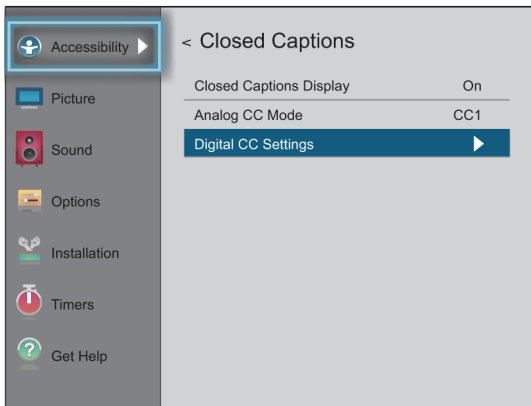 Accessibility
Picture
Sound
Options
Installation
Timers
Get Help
< Closed Captions
Closed Captions Display On
Analog CC Mode CC1
Digital CC Settings